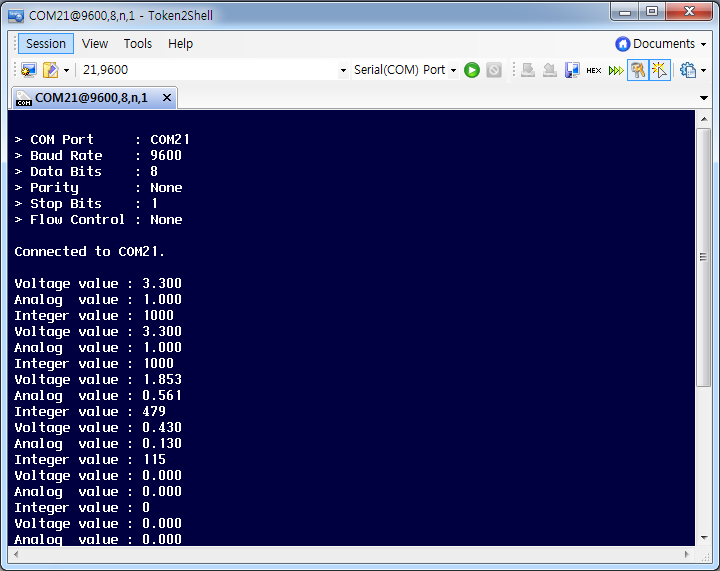 COM21@9600,8,n,1 - Token2Shell
Session View Tools Help Documents
21,9600 Serial(COM) Port HEX
COM COM21@9600,8,n,1
> COM Port     : COM21
> Baud Rate    : 9600
> Data Bits    : 8
> Parity       : None
> Stop Bits    : 1
> Flow Control : None
Connected to COM21.
Voltage value : 3.300
Analog  value : 1.000
Integer value : 1000
Voltage value : 3.300
Analog  value : 1.000
Integer value : 1000
Voltage value : 1.853
Analog  value : 0.561
Integer value : 479
Voltage value : 0.430
Analog  value : 0.130
Integer value : 115
Voltage value : 0.000
Analog  value : 0.000
Integer value : 0
Voltage value : 0.000
Analog  value : 0.000